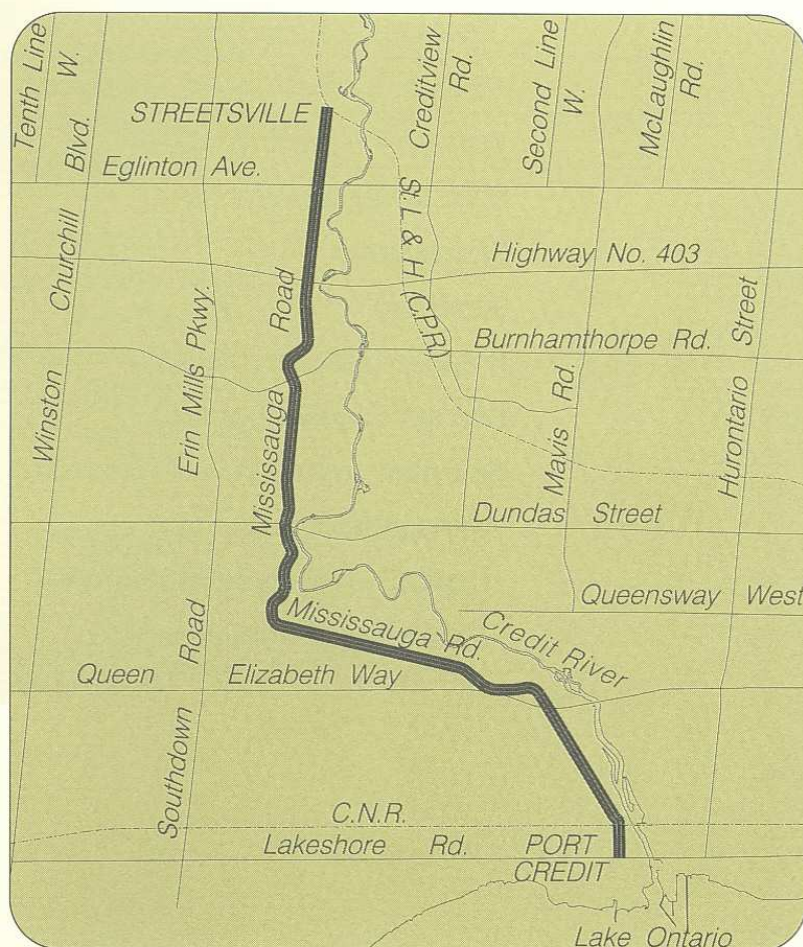 Tenth Line W.
Creditview Rd.
Second Line W.
McLaughlin Rd.
STREETSVILLE
Eglinton Ave.
Winston Churchill Blvd.
St. L & H (C.P.R.)
Highway No. 403
Mississauga Road
Erin Mills Pkwy.
Burnhamthorpe Rd.
Hurontario Street
Mavis Rd.
Dundas Street
Queensway West
Mississauga Rd.
Credit River
Queen Elizabeth Way
Southdown Road
C.N.R.
Lakeshore Rd.
PORT
CREDIT
Lake Ontario